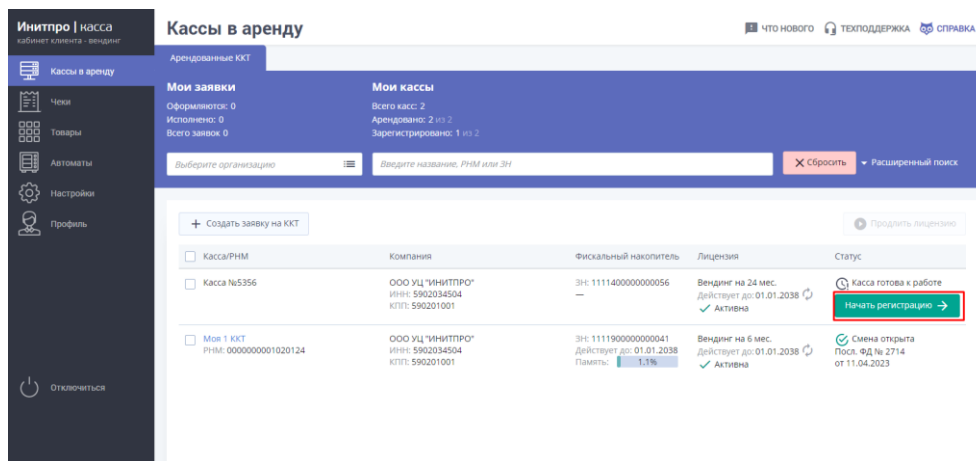 Инитпро | касса
кабинет клиента - вендинг
Кассы в аренду
Чеки
Товары
Автоматы
Настройки
Профиль
Отключиться
Кассы в аренду
ЧТО НОВОГО
ТЕХПОДДЕРЖКА
СПРАВКА
Арендованные ККТ
Мои заявки
Оформляются: 0
Исполнено: 0
Всего заявок 0
Мои кассы
Всего касс: 2
Арендовано: 2 из 2
Зарегистрировано: 1 из 2
Выберите организацию
Введите название, РНМ или ЗН
Сбросить
Расширенный поиск
+ Создать заявку на ККТ
Продлить лицензию
Касса/РНМ
Компания
Фискальный накопитель
Лицензия
Статус
Касса №5356
ООО УЦ "ИНИТПРО"
ИНН: 5902034504
КПП: 590201001
ЗН: 1111400000000056
—
Вендинг на 24 мес.
Действует до: 01.01.2038
Активна
Касса готова к работе
Начать регистрацию →
Моя 1 ККТ
РНМ: 0000000001020124
ООО УЦ "ИНИТПРО"
ИНН: 5902034504
КПП: 590201001
ЗН: 1111900000000041
Действует до: 01.01.2038
Память: 1.1%
Вендинг на 6 мес.
Действует до: 01.01.2038
Активна
Смена открыта
Посл. ФД № 2714
от 11.04.2023